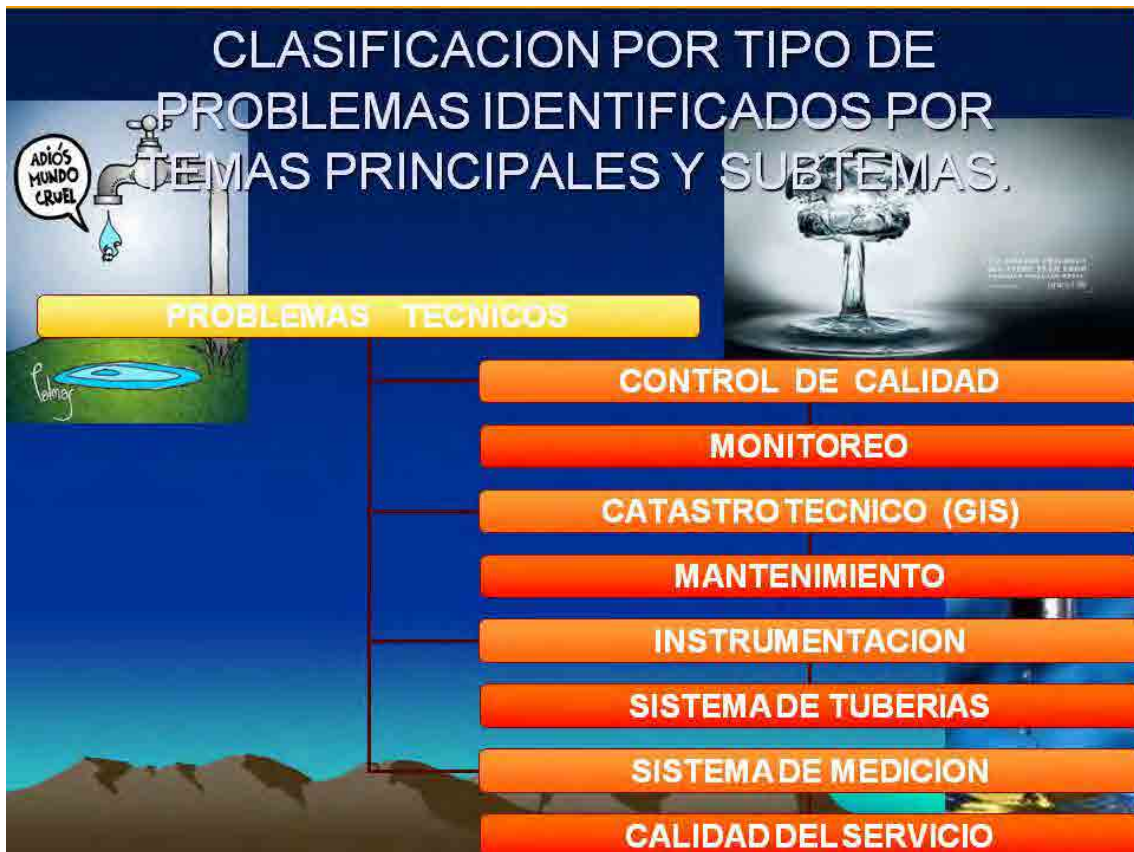 CLASIFICACION POR TIPO DE
PROBLEMAS IDENTIFICADOS POR
TEMAS PRINCIPALES Y SUBTEMAS.
ADIÓS
MUNDO
CRUEL
PROBLEMAS TECNICOS
Palmas
CONTROL DE CALIDAD
MONITOREO
CATASTRO TECNICO (GIS)
MANTENIMIENTO
INSTRUMENTACION
SISTEMA DE TUBERIAS
SISTEMA DE MEDICION
CALIDAD DEL SERVICIO